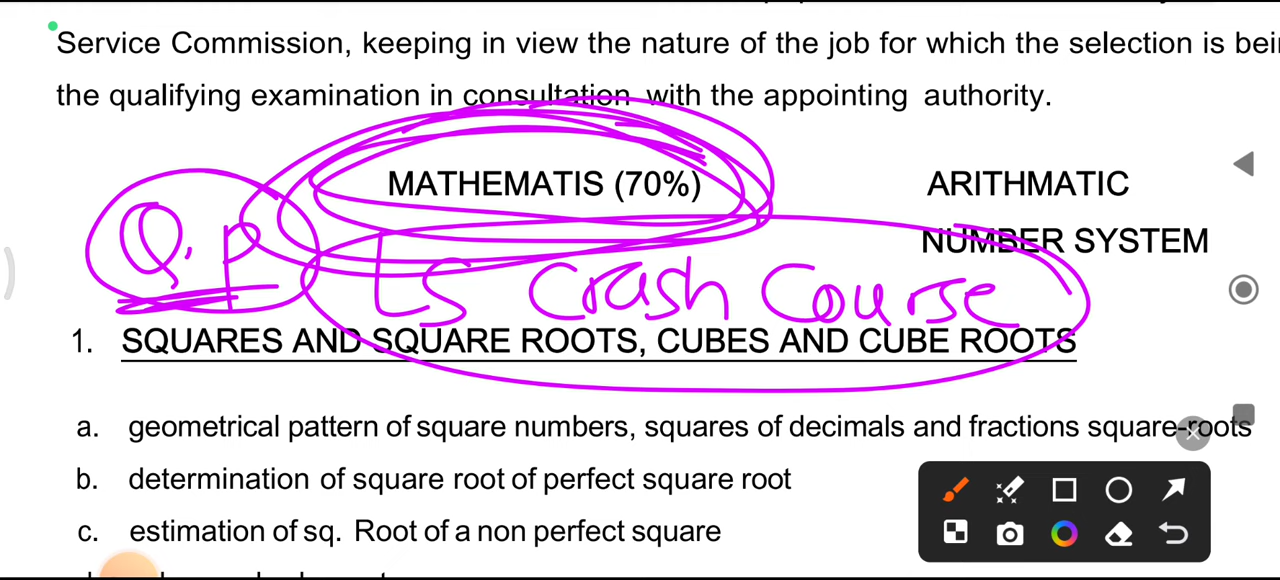 Service Commission, keeping in view the nature of the job for which the selection is bei
the qualifying examination in consultation with the appointing authority.
MATHEMATIS (70%) ARITHMATIC
NUMBER SYSTEM
Q.P
ts Crash Course
1. SQUARES AND SQUARE ROOTS, CUBES AND CUBE ROOTS
a. geometrical pattern of square numbers, squares of decimals and fractions square-roots
b. determination of square root of perfect square root
c. estimation of sq. Root of a non perfect square